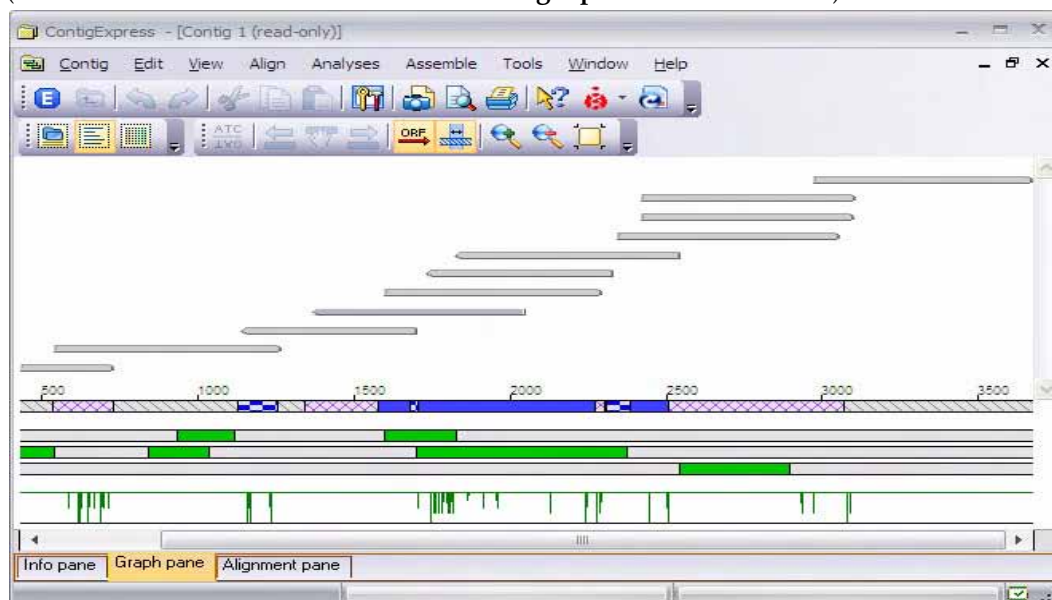 ContigExpress - [Contig 1 (read-only)]
Contig Edit View Align Analyses Assemble Tools Window Help
E ?
ATC ORF
500 1000 1500 2000 2500 3000 3500
Info pane Graph pane Alignment pane